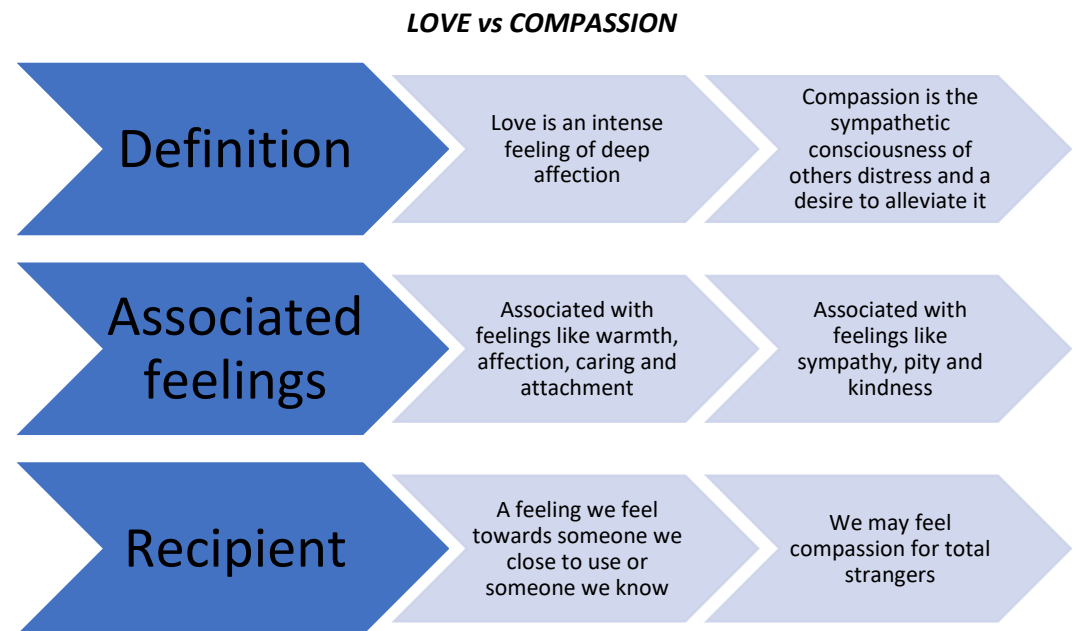 LOVE vs COMPASSION
Definition
Love is an intense
feeling of deep
affection
Compassion is the
sympathetic
consciousness of
others distress and a
desire to alleviate it
Associated
feelings
Associated with
feelings like warmth,
affection, caring and
attachment
Associated with
feelings like
sympathy, pity and
kindness
Recipient
A feeling we feel
towards someone we
close to use or
someone we know
We may feel
compassion for total
strangers